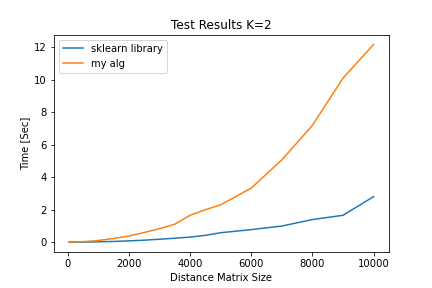 Test Results K=2
sklearn library
my alg
Time [Sec]
12
10
8
6
4
2
0
0 2000 4000 6000 8000 10000
Distance Matrix Size